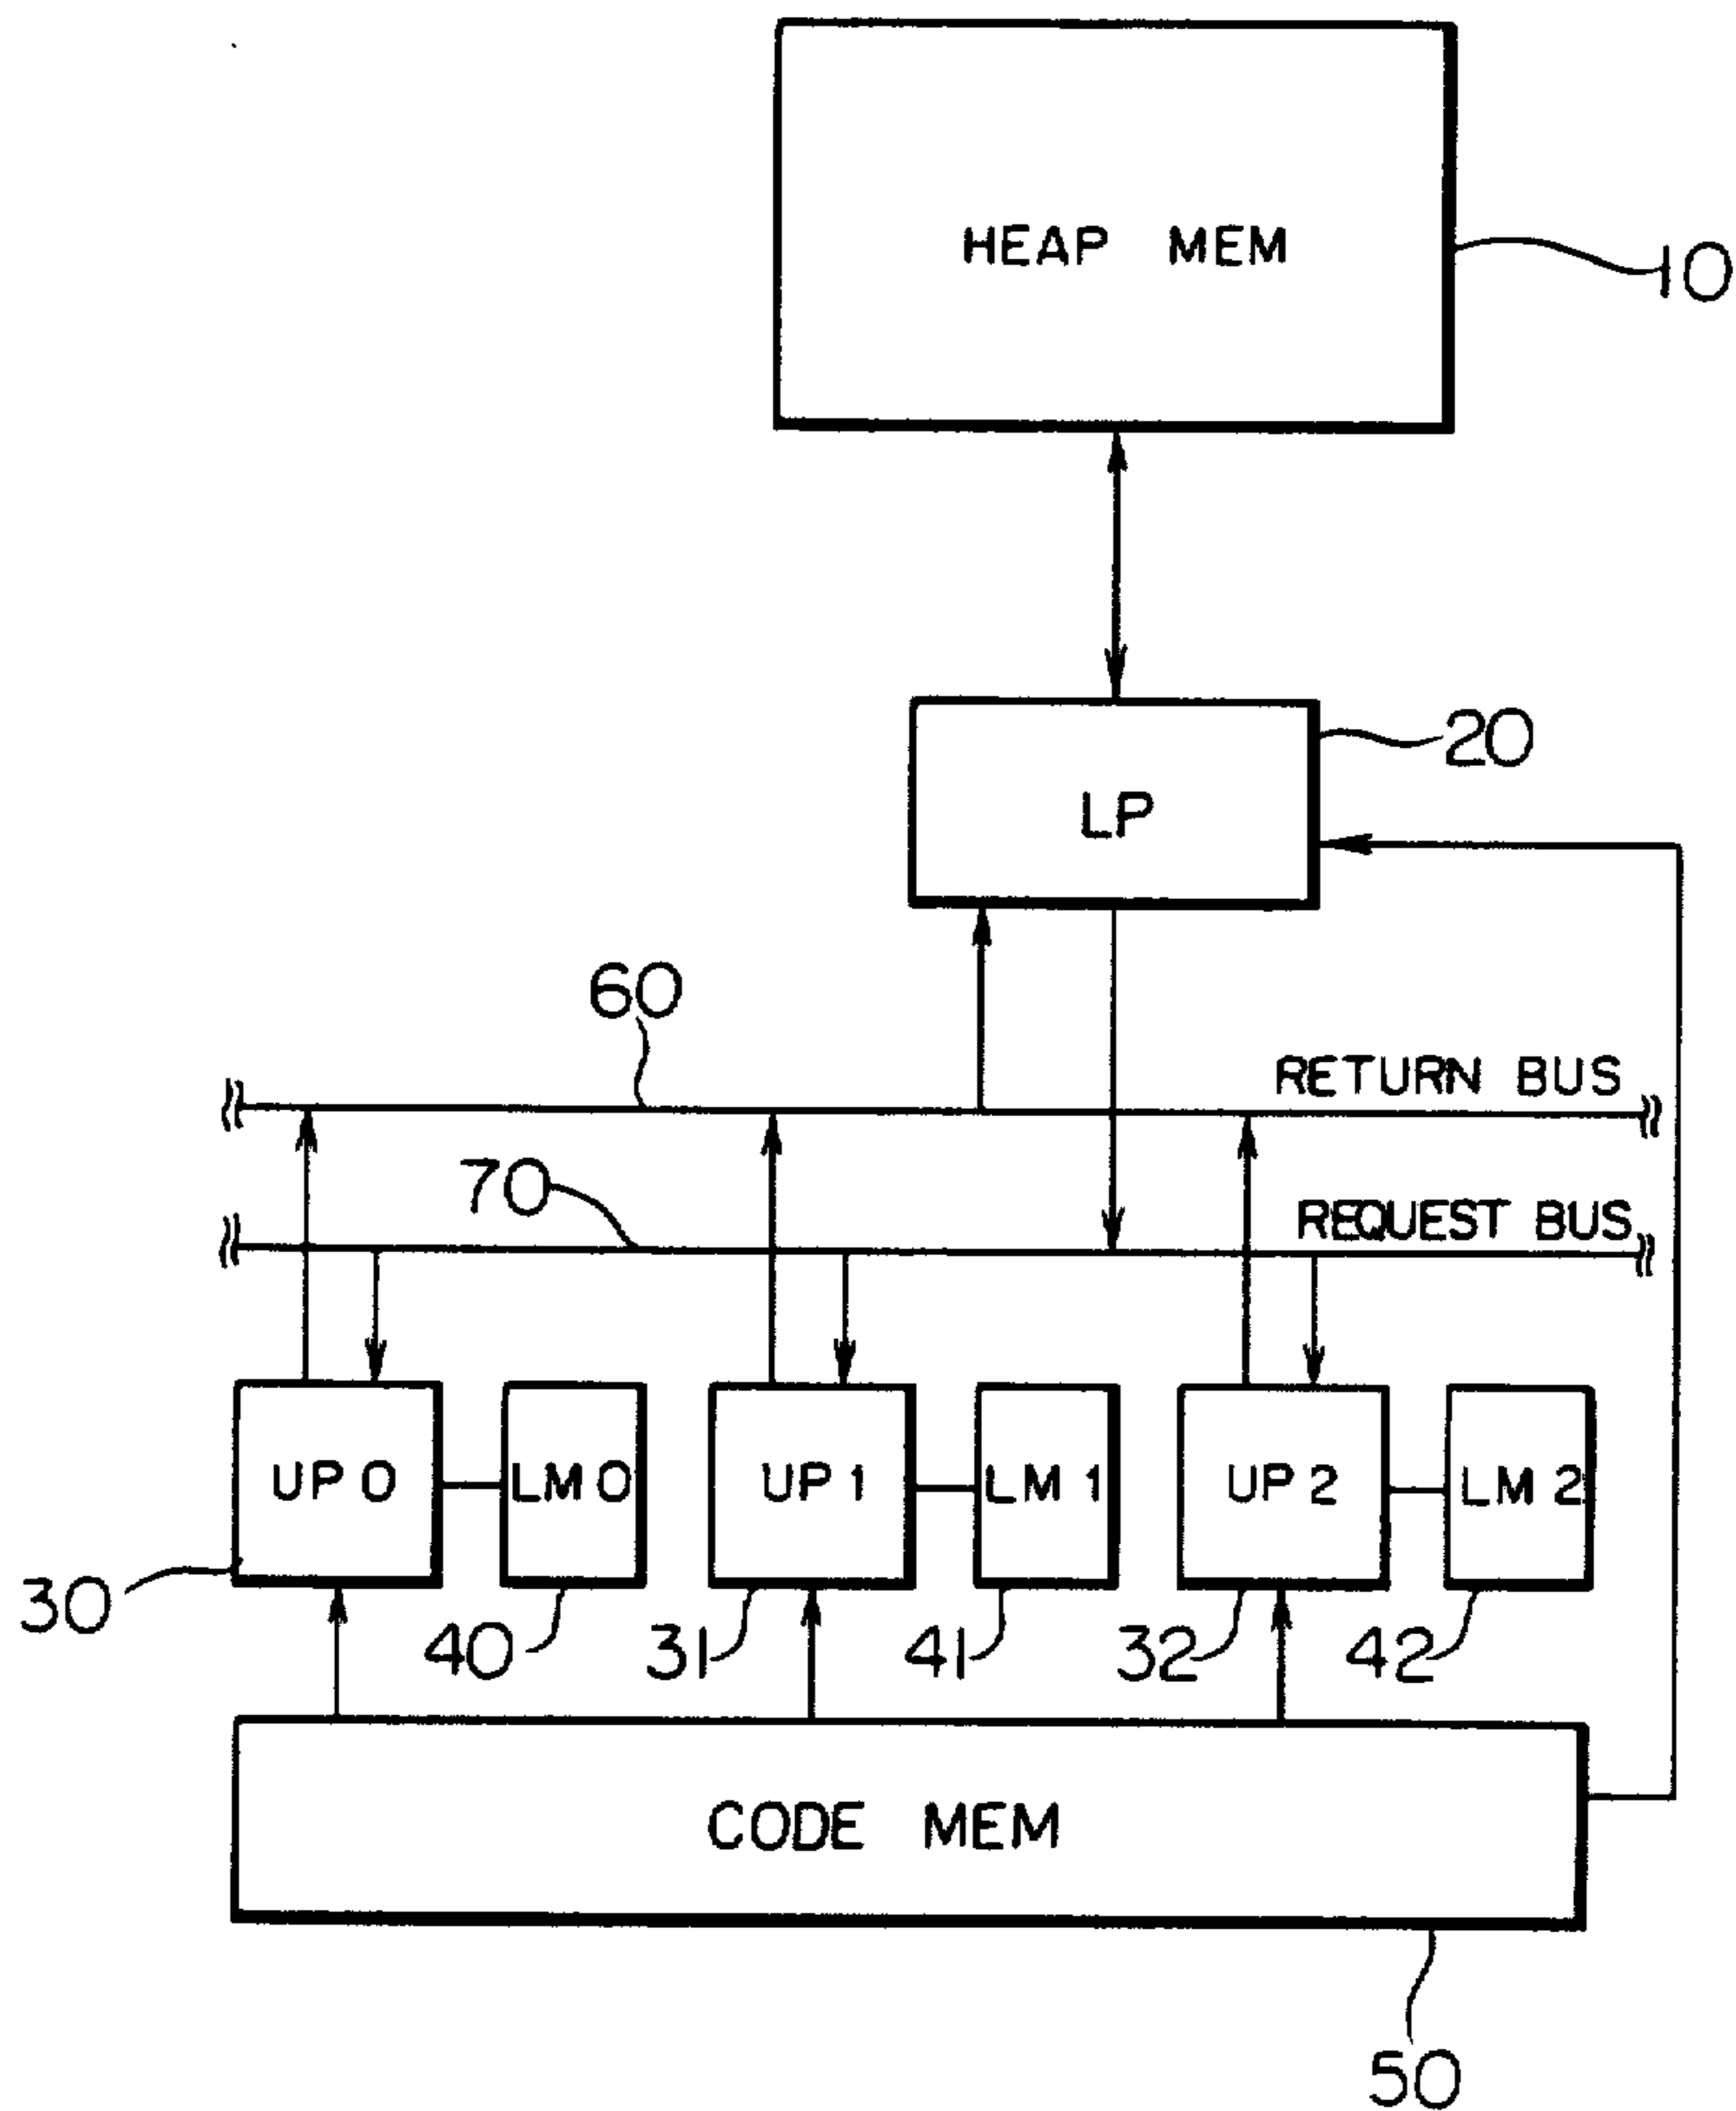 HEAP MEM
10
20
LP
60
RETURN BUS
70
REQUEST BUS
UP 0
LM 0
UP 1
LM 1
UP 2
LM 2
30
40
31
41
32
42
CODE MEM
50